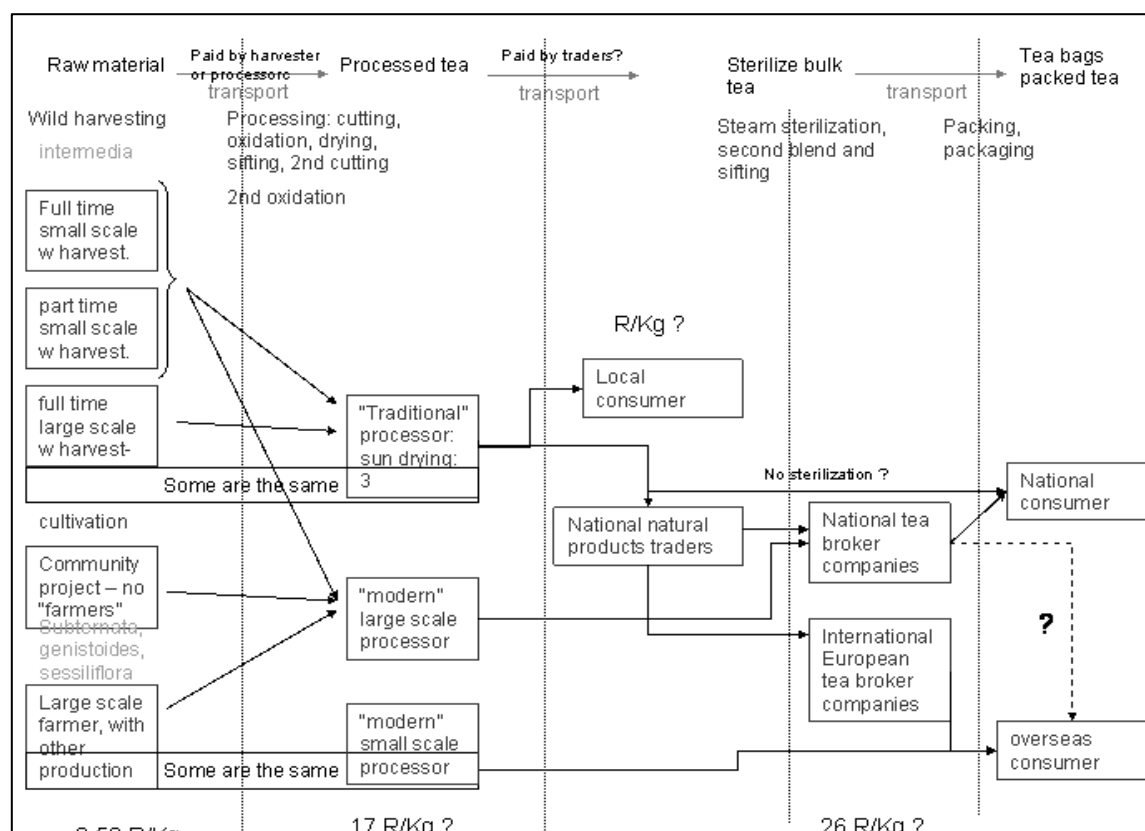 Raw material
Paid by harvester
or processorc
transport
Processed tea
Paid by traders?
transport
Sterilize bulk
tea
transport
Tea bags
packed tea
Wild harvesting
intermedia
Processing: cutting,
oxidation, drying,
sifting, 2nd cutting
2nd oxidation
Steam sterilization,
second blend and
sifting
Packing,
packaging
Full time
small scale
w harvest.
part time
small scale
w harvest.
full time
large scale
w harvest-
Some are the same
"Traditional"
processor:
sun drying:
3
R/Kg ?
Local
consumer
No sterilization ?
National
consumer
National natural
products traders
National tea
broker
companies
cultivation
Community
project – no
"farmers"
Subternata,
genistoides,
sessiliflora
"modern"
large scale
processor
International
European
tea broker
companies
?
Large scale
farmer, with
other
production
Some are the same
"modern"
small scale
processor
overseas
consumer
R/Kg
17 R/Kg ?
26 R/Kg ?